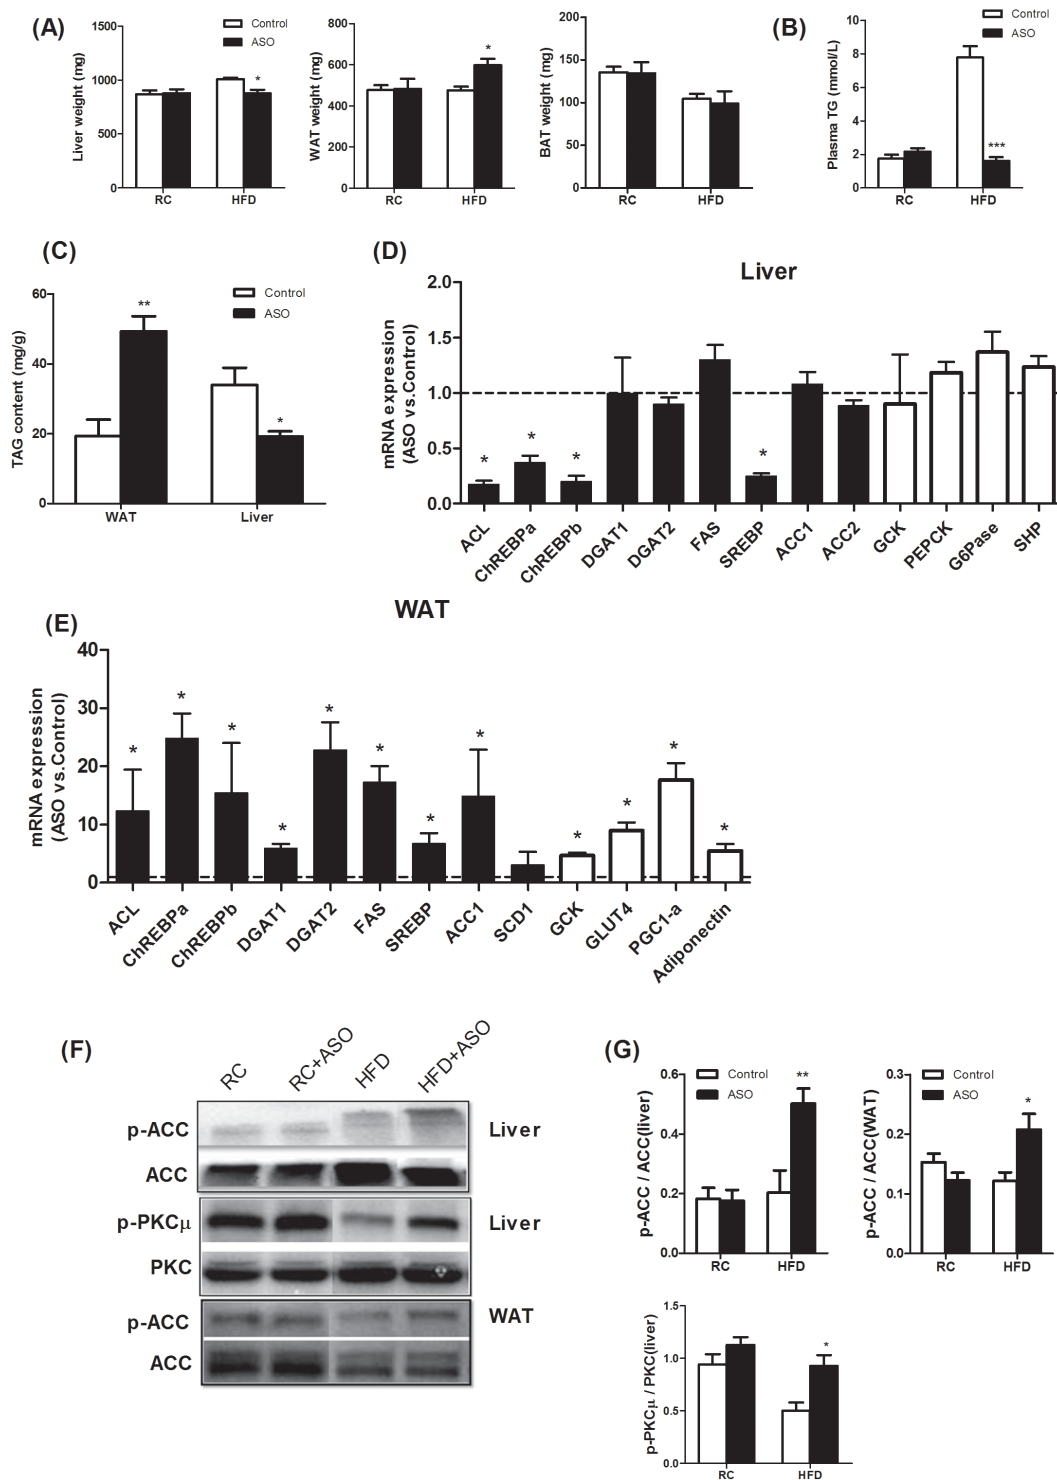 (A)
Liver weight (mg)
1500
1000
500
0
RC
HFD
Control
ASO
*
WAT weight (mg)
800
600
400
200
0
RC
HFD
*
BAT weight (mg)
200
150
100
50
0
RC
HFD
(B)
Plasma TG (mmol/L)
10
8
6
4
2
0
RC
HFD
Control
ASO
***
(C)
TAG content (mg/g)
60
40
20
0
WAT
Liver
Control
ASO
**
*
(D)
Liver
mRNA expression
(ASO vs.Control)
2.0
1.5
1.0
0.5
0.0
* * * *
ACL
ChREBPa
ChREBPb
DGAT1
DGAT2
FAS
SREBP
ACC1
ACC2
GCK
PEPCK
G6Pase
SHP
(E)
WAT
mRNA expression
(ASO vs.Control)
40
30
20
10
0
* * * * * * * * * * * *
ACL
ChREBPa
ChREBPb
DGAT1
DGAT2
FAS
SREBP
ACC1
SCD1
GCK
GLUT4
PGC1-a
Adiponectin
(F)
RC
RC+ASO
HFD
HFD+ASO
p-ACC
Liver
ACC
p-PKCμ
Liver
PKC
p-ACC
WAT
ACC
(G)
p-ACC / ACC(liver)
0.6
0.4
0.2
0.0
RC
HFD
Control
ASO
**
p-ACC / ACC(WAT)
0.3
0.2
0.1
0.0
RC
HFD
Control
ASO
*
p-PKCμ / PKC(liver)
1.5
1.0
0.5
0.0
RC
HFD
*